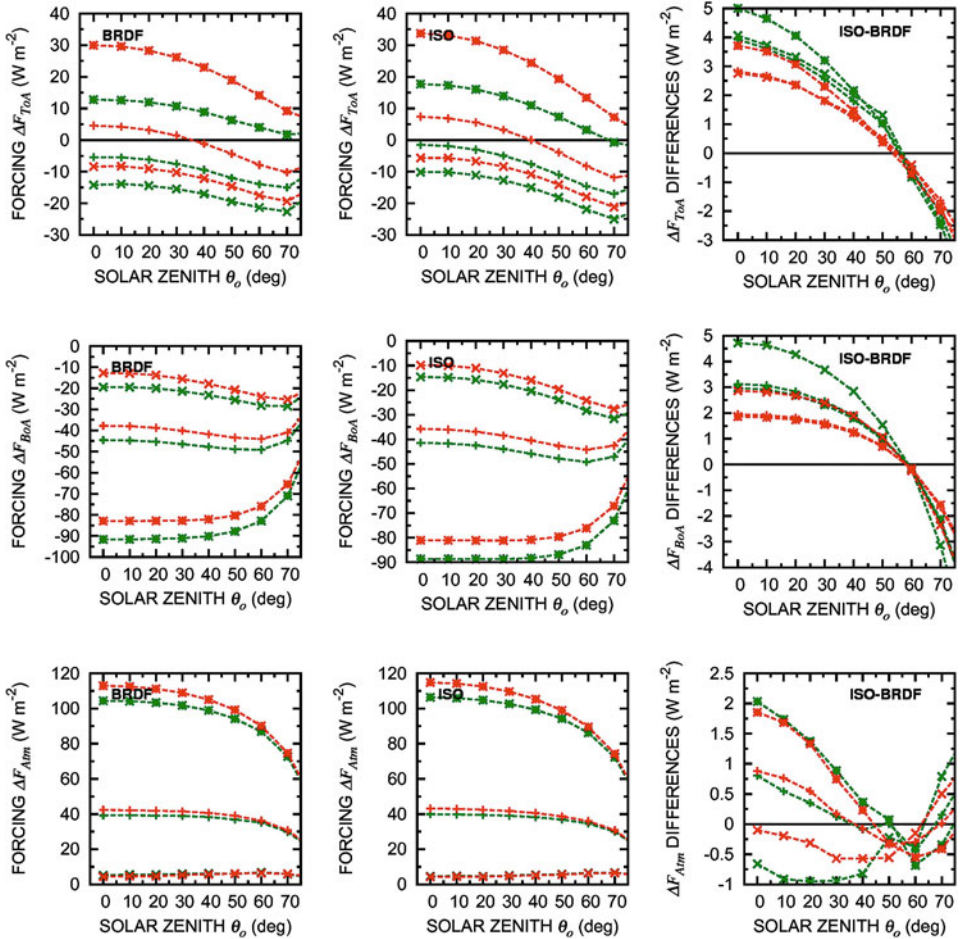 BRDF
FORCING ΔF_ToA (W m-2)
40
30
20
10
0
-10
-20
-30
0 10 20 30 40 50 60 70
SOLAR ZENITH θo (deg)
ISO
FORCING ΔF_ToA (W m-2)
40
30
20
10
0
-10
-20
-30
0 10 20 30 40 50 60 70
SOLAR ZENITH θo (deg)
ISO-BRDF
ΔF_ToA DIFFERENCES (W m-2)
5
4
3
2
1
0
-1
-2
-3
0 10 20 30 40 50 60 70
SOLAR ZENITH θo (deg)
BRDF
FORCING ΔF_BoA (W m-2)
0
-10
-20
-30
-40
-50
-60
-70
-80
-90
-100
0 10 20 30 40 50 60 70
SOLAR ZENITH θo (deg)
ISO
FORCING ΔF_BoA (W m-2)
0
-10
-20
-30
-40
-50
-60
-70
-80
-90
0 10 20 30 40 50 60 70
SOLAR ZENITH θo (deg)
ISO-BRDF
ΔF_BoA DIFFERENCES (W m-2)
5
4
3
2
1
0
-1
-2
-3
-4
0 10 20 30 40 50 60 70
SOLAR ZENITH θo (deg)
BRDF
FORCING ΔF_Atm (W m-2)
120
100
80
60
40
20
0
0 10 20 30 40 50 60 70
SOLAR ZENITH θo (deg)
ISO
FORCING ΔF_Atm (W m-2)
120
100
80
60
40
20
0
0 10 20 30 40 50 60 70
SOLAR ZENITH θo (deg)
ISO-BRDF
ΔF_Atm DIFFERENCES (W m-2)
2.5
2
1.5
1
0.5
0
-0.5
-1
0 10 20 30 40 50 60 70
SOLAR ZENITH θo (deg)